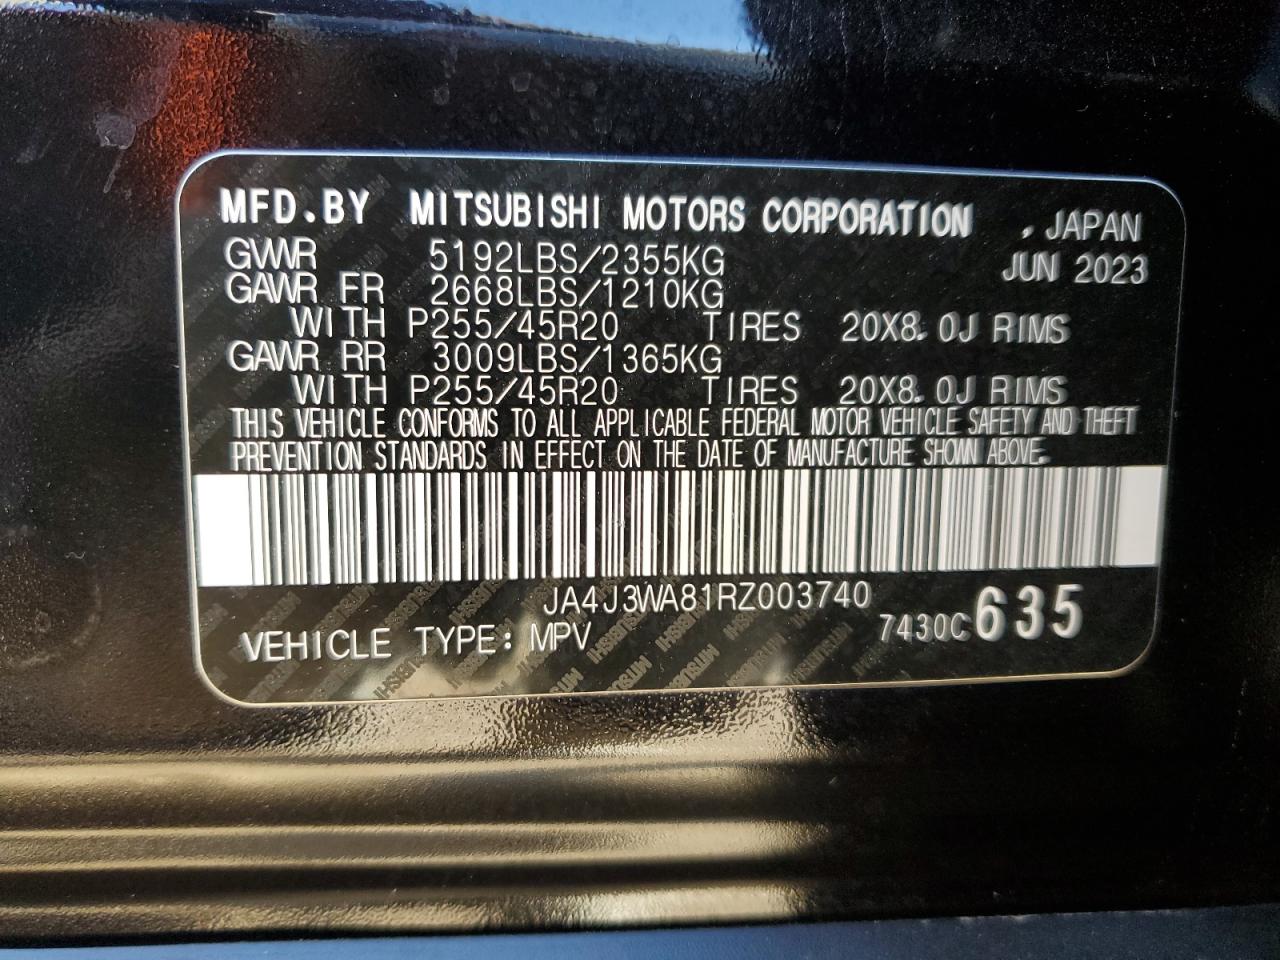 MFD.BY MITSUBISHI MOTORS CORPORATION , JAPAN
GVWR 5192LBS/2355KG JUN 2023
GAWR FR 2668LBS/1210KG
WITH P255/45R20 TIRES 20X8.0J RIMS
GAWR RR 3009LBS/1365KG
WITH P255/45R20 TIRES 20X8.0J RIMS
THIS VEHICLE CONFORMS TO ALL APPLICABLE FEDERAL MOTOR VEHICLE SAFETY AND THEFT
PREVENTION STANDARDS IN EFFECT ON THE DATE OF MANUFACTURE SHOWN ABOVE.
JA4J3WA81RZ003740
VEHICLE TYPE: MPV 7430C 635